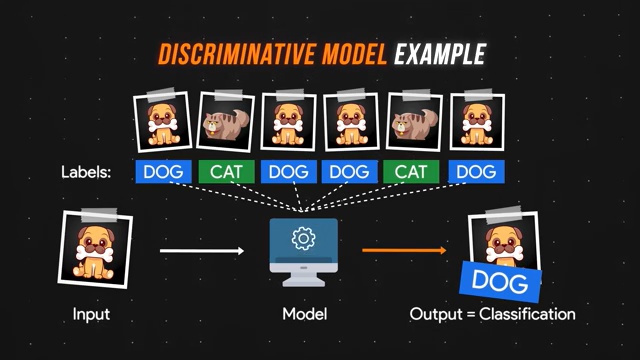 DISCRIMINATIVE MODEL EXAMPLE
Labels: DOG CAT DOG DOG CAT DOG
DOG
Input Model Output = Classification